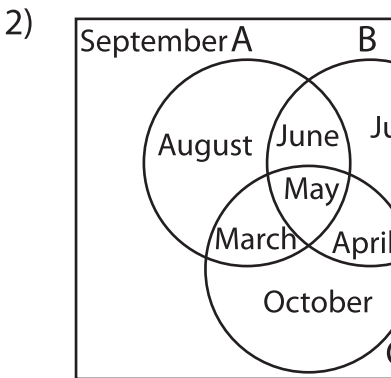 2)
September A B
August June
May
March April
October